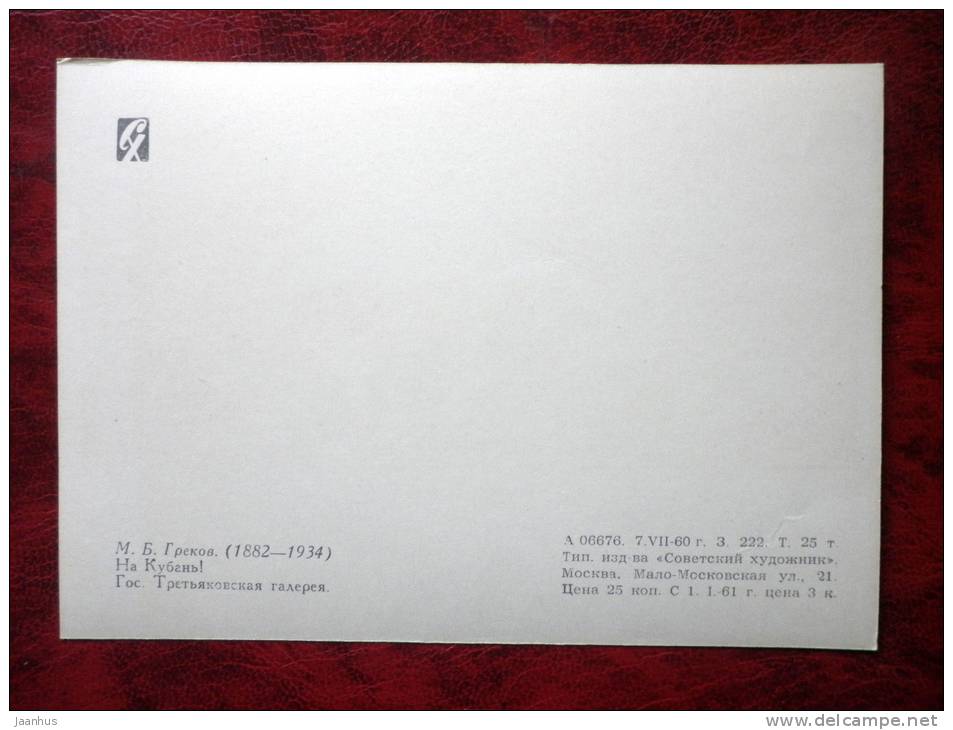 СХ
М. Б. Греков. (1882—1934)
На Кубань!
Гос. Третьяковская галерея.
А 06676. 7.VII-60 г. З. 222. Т. 25 т.
Тип. изд-ва «Советский художник».
Москва, Мало-Московская ул., 21.
Цена 25 коп. С 1. I.-61 г. цена 3 к.
Jaanhus
www.delcampe.net